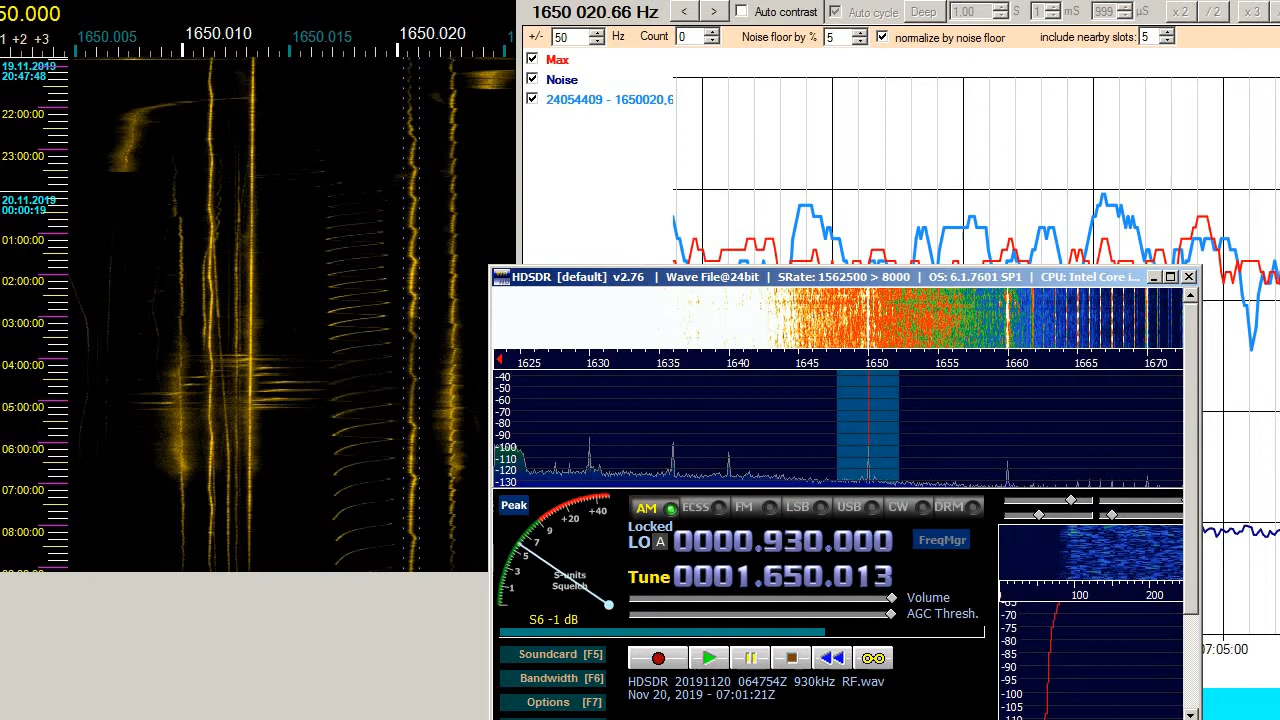 50.000
1 +2 +3
1650.005 1650.010 1650.015 1650.020
19.11.2019
20:47:48
22:00:00
23:00:00
20.11.2019
00:00:19
01:00:00
02:00:00
03:00:00
04:00:00
05:00:00
06:00:00
07:00:00
08:00:00
1650 020.66 Hz < > Auto contrast Auto cycle Deep 1.00 S 1 mS 999 µS x 2 / 2 x 3
+/- 50 Hz Count 0 Noise floor by % 5 normalize by noise floor include nearby slots: 5
Max
Noise
24054409 - 1650020,6
HDSDR [default] v2.76 | Wave File@24bit | SRate: 1562500 > 8000 | OS: 6.1.7601 SP1 | CPU: Intel Core i...
1625 1630 1635 1640 1645 1650 1655 1660 1665 1670
-40
-50
-60
-70
-80
-90
-100
-110
-120
-130
Peak
1 3 5 7 9 +20 +40
S-units
Squelch
S6 -1 dB
AM ECSS FM LSB USB CW DRM
Locked
LO A 0000.930.000 FreqMgr
Tune 0001.650.013
Volume
AGC Thresh.
Soundcard [F5]
Bandwidth [F6]
Options [F7]
HDSDR 20191120 064754Z 930kHz RF.wav
Nov 20, 2019 - 07:01:21Z
100 200
-65
-70
-75
-80
-85
-90
-95
-100
-105
-110
07:05:00